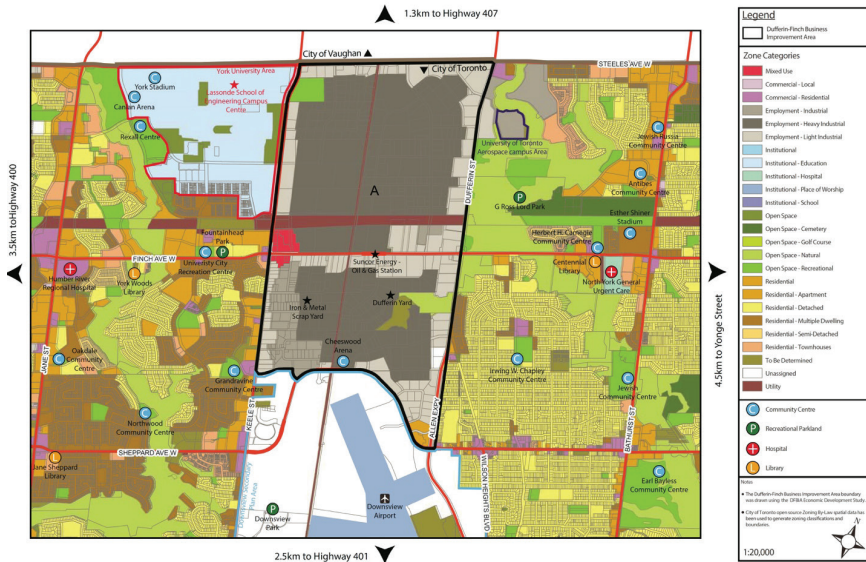 1.3km to Highway 407
City of Vaughan
City of Toronto
STEELES AVE W
York University Area
York Stadium
Lassonde School of
Engineering Campus
Centre
Canlan Arena
Rexall Centre
University of Toronto
Aerospace campus Area
Jewish Russia
Community Centre
Antibes
Community Centre
DUFFERIN ST
A
G Ross Lord Park
Esther Shiner
Stadium
3.5km to Highway 400
Fountainhead
Park
Herbert H. Carnegie
Community Centre
FINCH AVE W
Univeristy City
Recreation Centre
Suncor Energy -
Oil & Gas Station
Centennial
Library
Humber River
Regional Hospital
York Woods
Library
North York General
Urgent Care
Iron & Metal
Scrap Yard
Dufferin Yard
4.5km to Yonge Street
JANE ST
Oakdale
Community
Centre
Cheeswood
Arena
Grandravine
Community Centre
Irwing W. Chapley
Community Centre
Jewish
Community Centre
KEELE ST
ALLEN EXPY
BATHURST ST
Northwood
Community Centre
SHEPPARD AVE W
Jane Sheppard
Library
Downsview Secondary
Plan Area
WILSON HEIGHTS BLVD
Earl Bayless
Community Centre
Downsview
Airport
Downsview
Park
2.5km to Highway 401
Legend
Dufferin-Finch Business
Improvement Area
Zone Categories
Mixed Use
Commercial - Local
Commercial - Residential
Employment - Industrial
Employment - Heavy Industrial
Employment - Light Industrial
Institutional
Institutional - Education
Institutional - Hospital
Institutional - Place of Worship
Institutional - School
Open Space
Open Space - Cemetery
Open Space - Golf Course
Open Space - Natural
Open Space - Recreational
Residential
Residential - Apartment
Residential - Detached
Residential - Multiple Dwelling
Residential - Semi-Detached
Residential - Townhouses
To Be Determined
Unassigned
Utility
C Community Centre
P Recreational Parkland
Hospital
L Library
Notes
The Dufferin-Finch Business Improvement Area boundary
was drawn using the DFBIA Economic Development Study.
City of Toronto open source Zoning By-Law spatial data has
been used to generate zoning classifications and
boundaries.
N
1:20,000